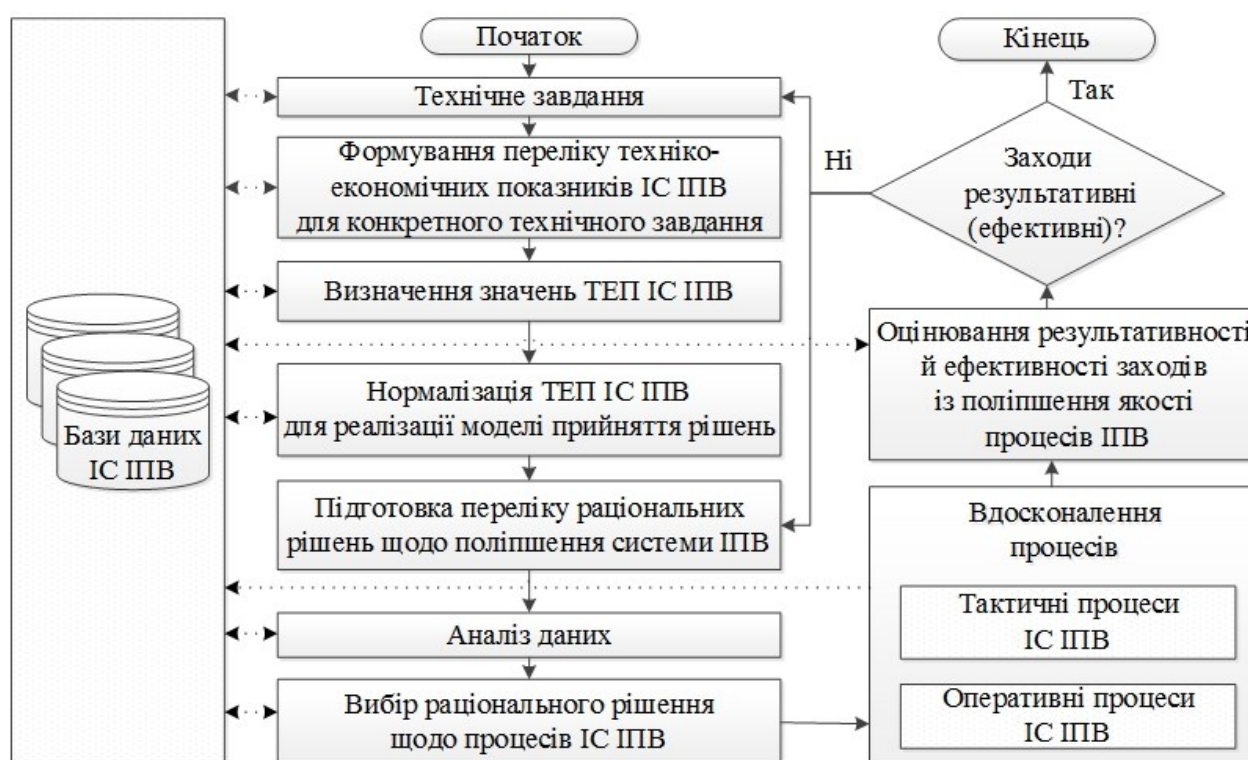 Початок
Технічне завдання
Формування переліку техніко-
економічних показників ІС ІПВ
для конкретного технічного завдання
Визначення значень ТЕП ІС ІПВ
Нормалізація ТЕП ІС ІПВ
для реалізації моделі прийняття рішень
Підготовка переліку раціональних
рішень щодо поліпшення системи ІПВ
Аналіз даних
Вибір раціонального рішення
щодо процесів ІС ІПВ
Бази даних
ІС ІПВ
Кінець
Так
Ні
Заходи
результативні
(ефективні)?
Оцінювання результативності
й ефективності заходів
із поліпшення якості
процесів ІПВ
Вдосконалення
процесів
Тактичні процеси
ІС ІПВ
Оперативні процеси
ІС ІПВ